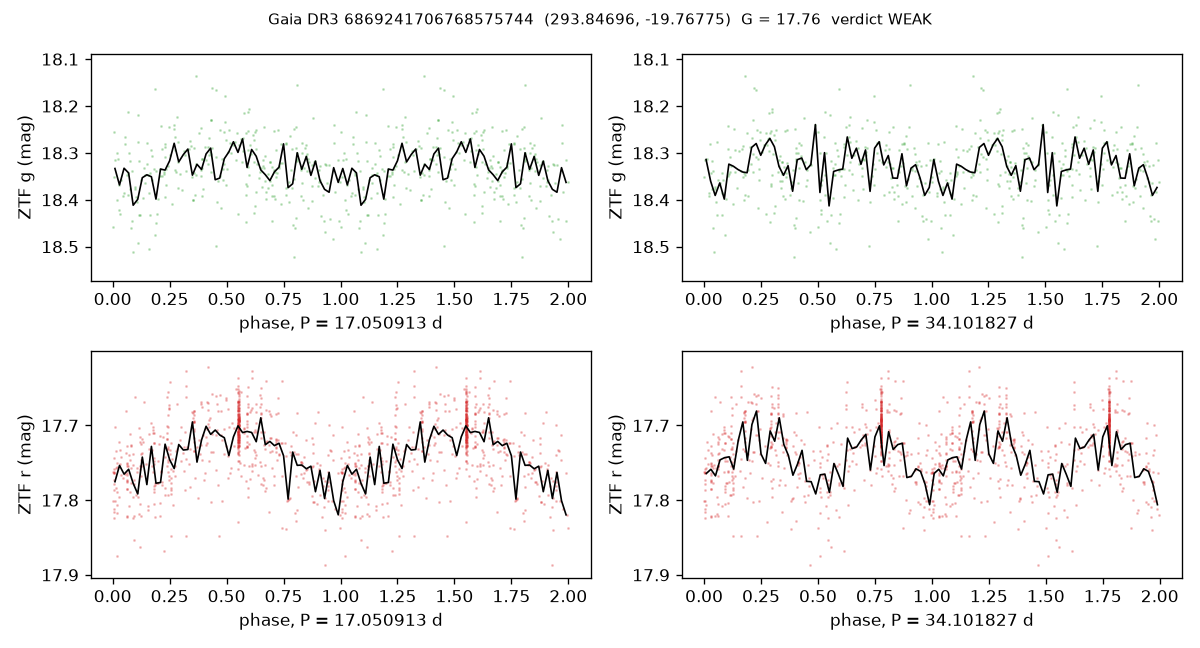 Gaia DR3 6869241706768575744 (293.84696, -19.76775) G = 17.76 verdict WEAK
ZTF g (mag)
18.1
18.2
18.3
18.4
18.5
0.00 0.25 0.50 0.75 1.00 1.25 1.50 1.75 2.00
phase, P = 17.050913 d
ZTF g (mag)
18.1
18.2
18.3
18.4
18.5
0.00 0.25 0.50 0.75 1.00 1.25 1.50 1.75 2.00
phase, P = 34.101827 d
ZTF r (mag)
17.7
17.8
17.9
0.00 0.25 0.50 0.75 1.00 1.25 1.50 1.75 2.00
phase, P = 17.050913 d
ZTF r (mag)
17.7
17.8
17.9
0.00 0.25 0.50 0.75 1.00 1.25 1.50 1.75 2.00
phase, P = 34.101827 d